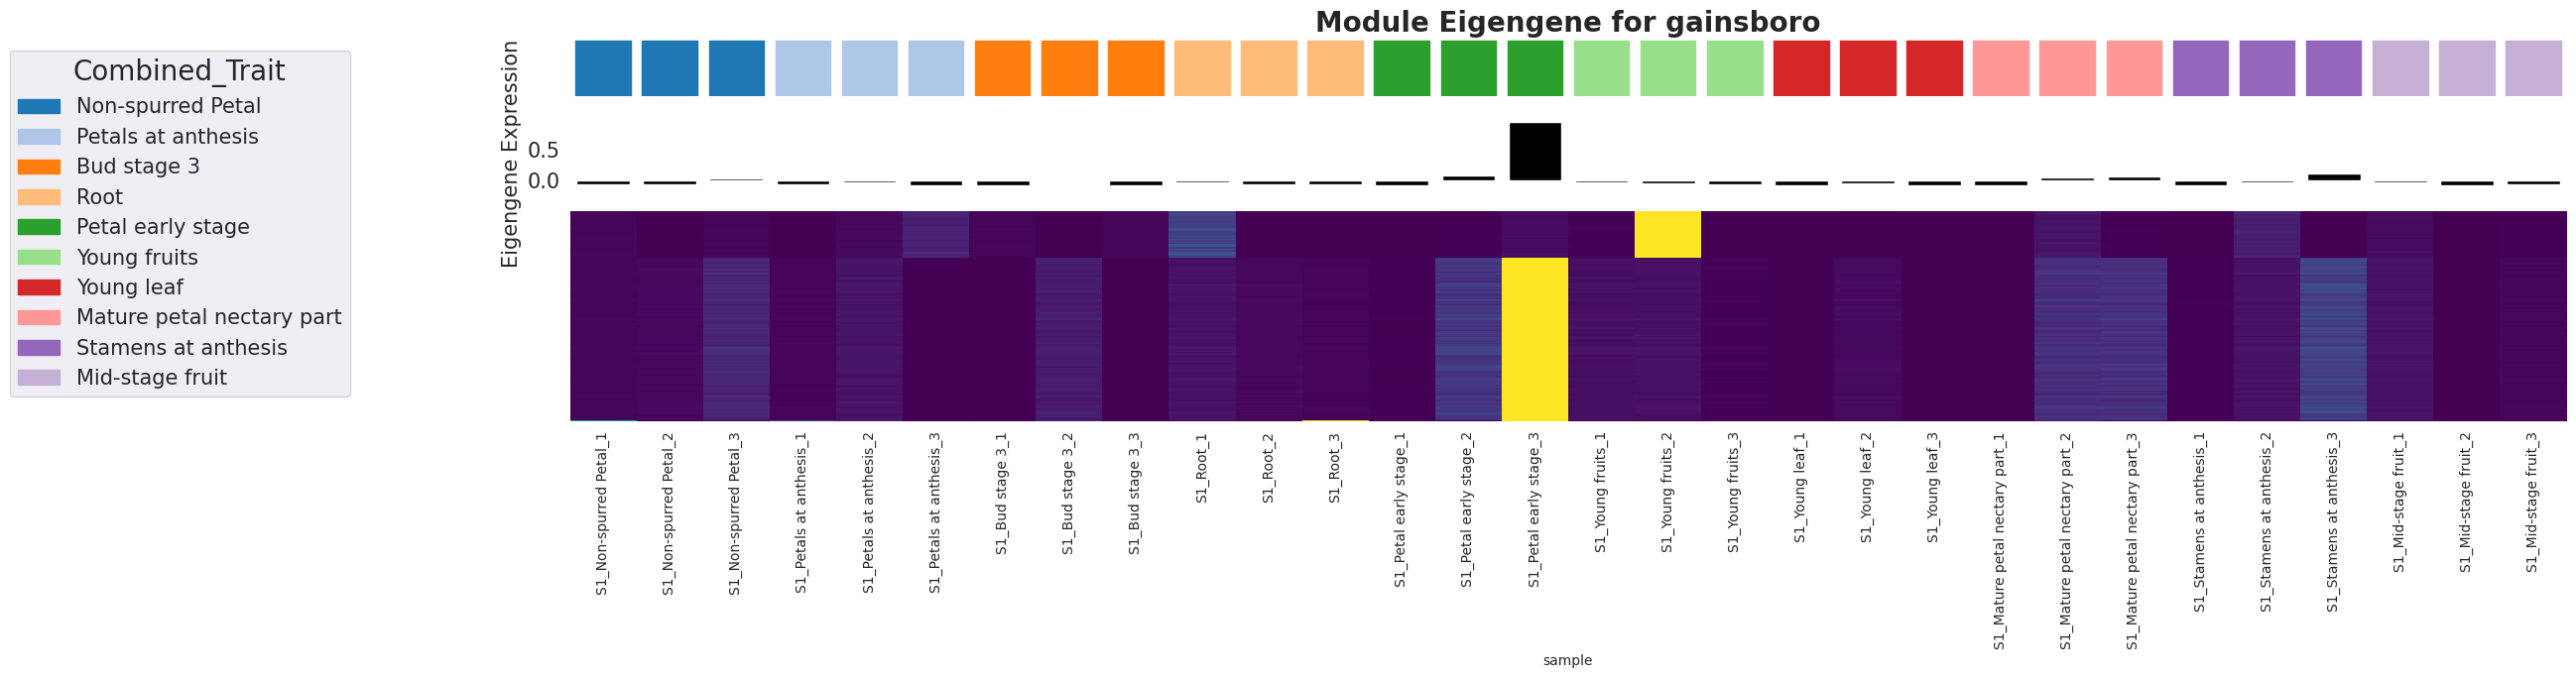 Module Eigengene for gainsboro
Combined_Trait
Non-spurred Petal
Petals at anthesis
Bud stage 3
Root
Petal early stage
Young fruits
Young leaf
Mature petal nectary part
Stamens at anthesis
Mid-stage fruit
Eigengene Expression
0.5
0.0
S1_Non-spurred Petal_1
S1_Non-spurred Petal_2
S1_Non-spurred Petal_3
S1_Petals at anthesis_1
S1_Petals at anthesis_2
S1_Petals at anthesis_3
S1_Bud stage 3_1
S1_Bud stage 3_2
S1_Bud stage 3_3
S1_Root_1
S1_Root_2
S1_Root_3
S1_Petal early stage_1
S1_Petal early stage_2
S1_Petal early stage_3
S1_Young fruits_1
S1_Young fruits_2
S1_Young fruits_3
S1_Young leaf_1
S1_Young leaf_2
S1_Young leaf_3
S1_Mature petal nectary part_1
S1_Mature petal nectary part_2
S1_Mature petal nectary part_3
S1_Stamens at anthesis_1
S1_Stamens at anthesis_2
S1_Stamens at anthesis_3
S1_Mid-stage fruit_1
S1_Mid-stage fruit_2
S1_Mid-stage fruit_3
sample